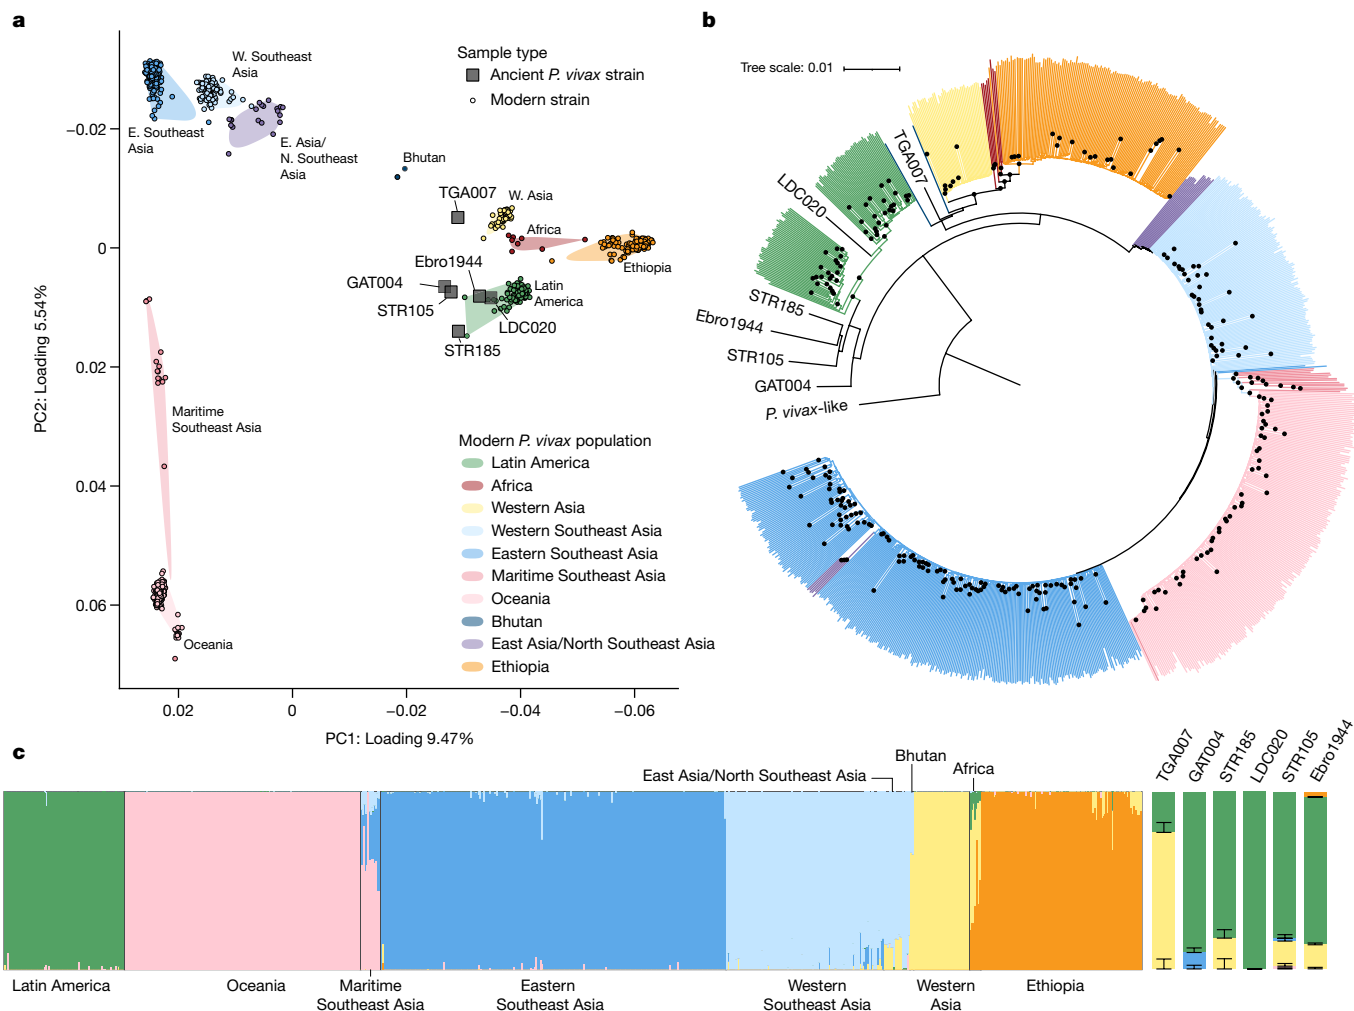 a
W. Southeast
Asia
Sample type
Ancient P. vivax strain
Modern strain
−0.02
E. Southeast
Asia
E. Asia/
N. Southeast
Asia
Bhutan
TGA007
W. Asia
Africa
0
Ebro1944
Ethiopia
GAT004
Latin
America
STR105
LDC020
STR185
PC2: Loading 5.54%
0.02
Maritime
Southeast Asia
0.04
0.06
Oceania
Modern P. vivax population
Latin America
Africa
Western Asia
Western Southeast Asia
Eastern Southeast Asia
Maritime Southeast Asia
Oceania
Bhutan
East Asia/North Southeast Asia
Ethiopia
0.02
0
−0.02
−0.04
−0.06
PC1: Loading 9.47%
b
Tree scale: 0.01
TGA007
LDC020
STR185
Ebro1944
STR105
GAT004
P. vivax-like
c
East Asia/North Southeast Asia
Bhutan
Africa
TGA007
GAT004
STR185
LDC020
STR105
Ebro1944
Latin America
Oceania
Maritime
Southeast Asia
Eastern
Southeast Asia
Western
Southeast Asia
Western
Asia
Ethiopia